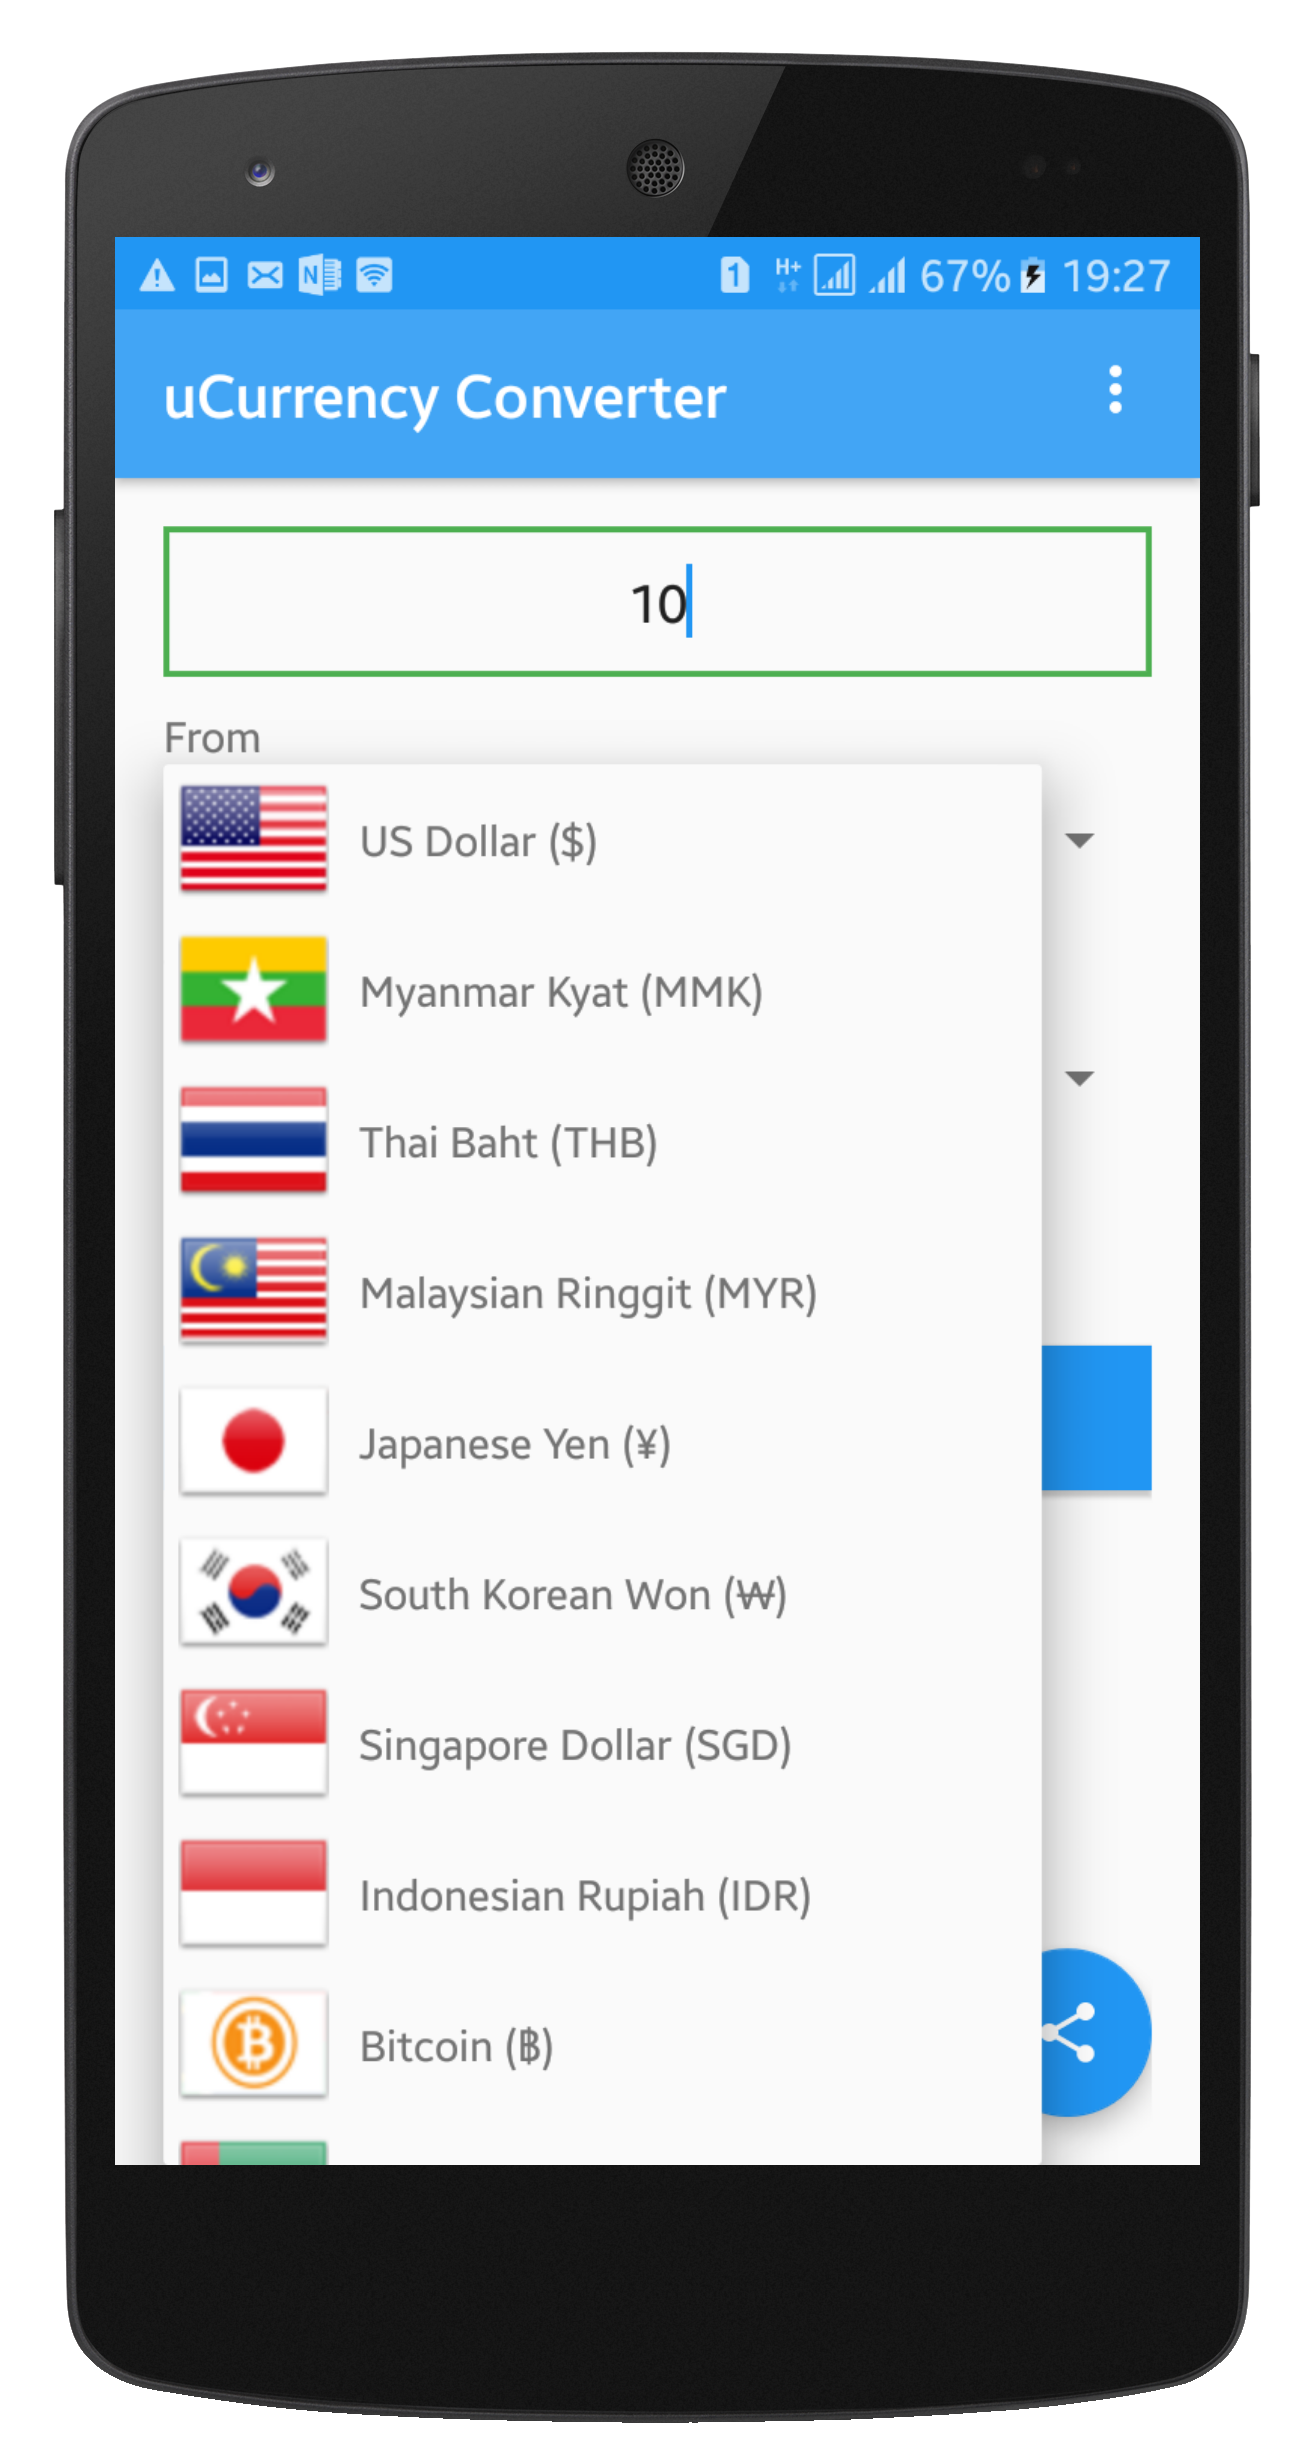 1 H+ 67% 19:27
uCurrency Converter
10
From
US Dollar ($)
Myanmar Kyat (MMK)
Thai Baht (THB)
Malaysian Ringgit (MYR)
Japanese Yen (¥)
South Korean Won (₩)
Singapore Dollar (SGD)
Indonesian Rupiah (IDR)
Bitcoin (฿)